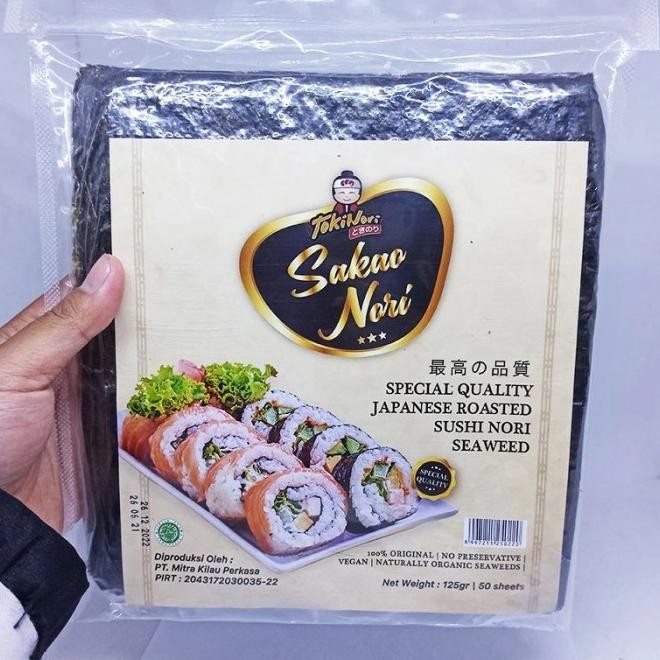 TokiNori
ときのり
Sakao
Nori
最高の品質
SPECIAL QUALITY
JAPANESE ROASTED
SUSHI NORI
SEAWEED
SPECIAL
QUALITY
26 12 2022
26 06 21
Diproduksi Oleh :
PT. Mitra Kilau Perkasa
PIRT : 2043172030035-22
100% ORIGINAL | NO PRESERVATIVE
VEGAN | NATURALLY ORGANIC SEAWEEDS |
Net Weight : 125gr | 50 sheets